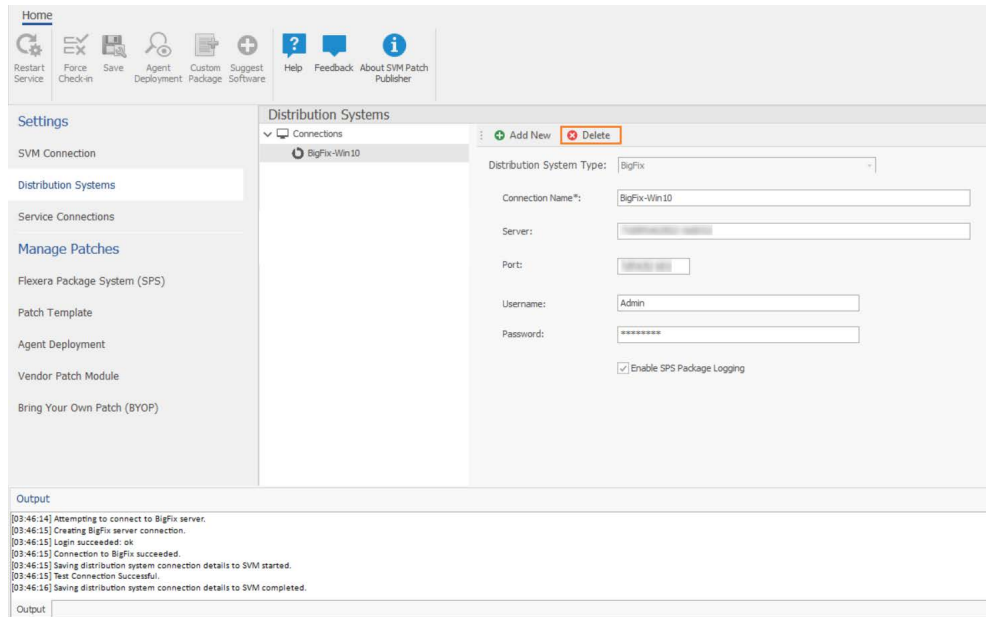 Home
Restart Service
Force Check-in
Save
Agent Deployment
Custom Package
Suggest Software
Help
Feedback
About SVM Patch Publisher
Settings
SVM Connection
Distribution Systems
Service Connections
Manage Patches
Flexera Package System (SPS)
Patch Template
Agent Deployment
Vendor Patch Module
Bring Your Own Patch (BYOP)
Distribution Systems
Connections
BigFix-Win10
Add New
Delete
Distribution System Type: BigFix
Connection Name*: BigFix-Win10
Server:
Port:
Username: Admin
Password: ********
Enable SPS Package Logging
Output
[03:46:14] Attempting to connect to BigFix server.
[03:46:15] Creating BigFix server connection.
[03:46:15] Login succeeded: ok
[03:46:15] Connection to BigFix succeeded.
[03:46:15] Saving distribution system connection details to SVM started.
[03:46:15] Test Connection Successful.
[03:46:16] Saving distribution system connection details to SVM completed.
Output